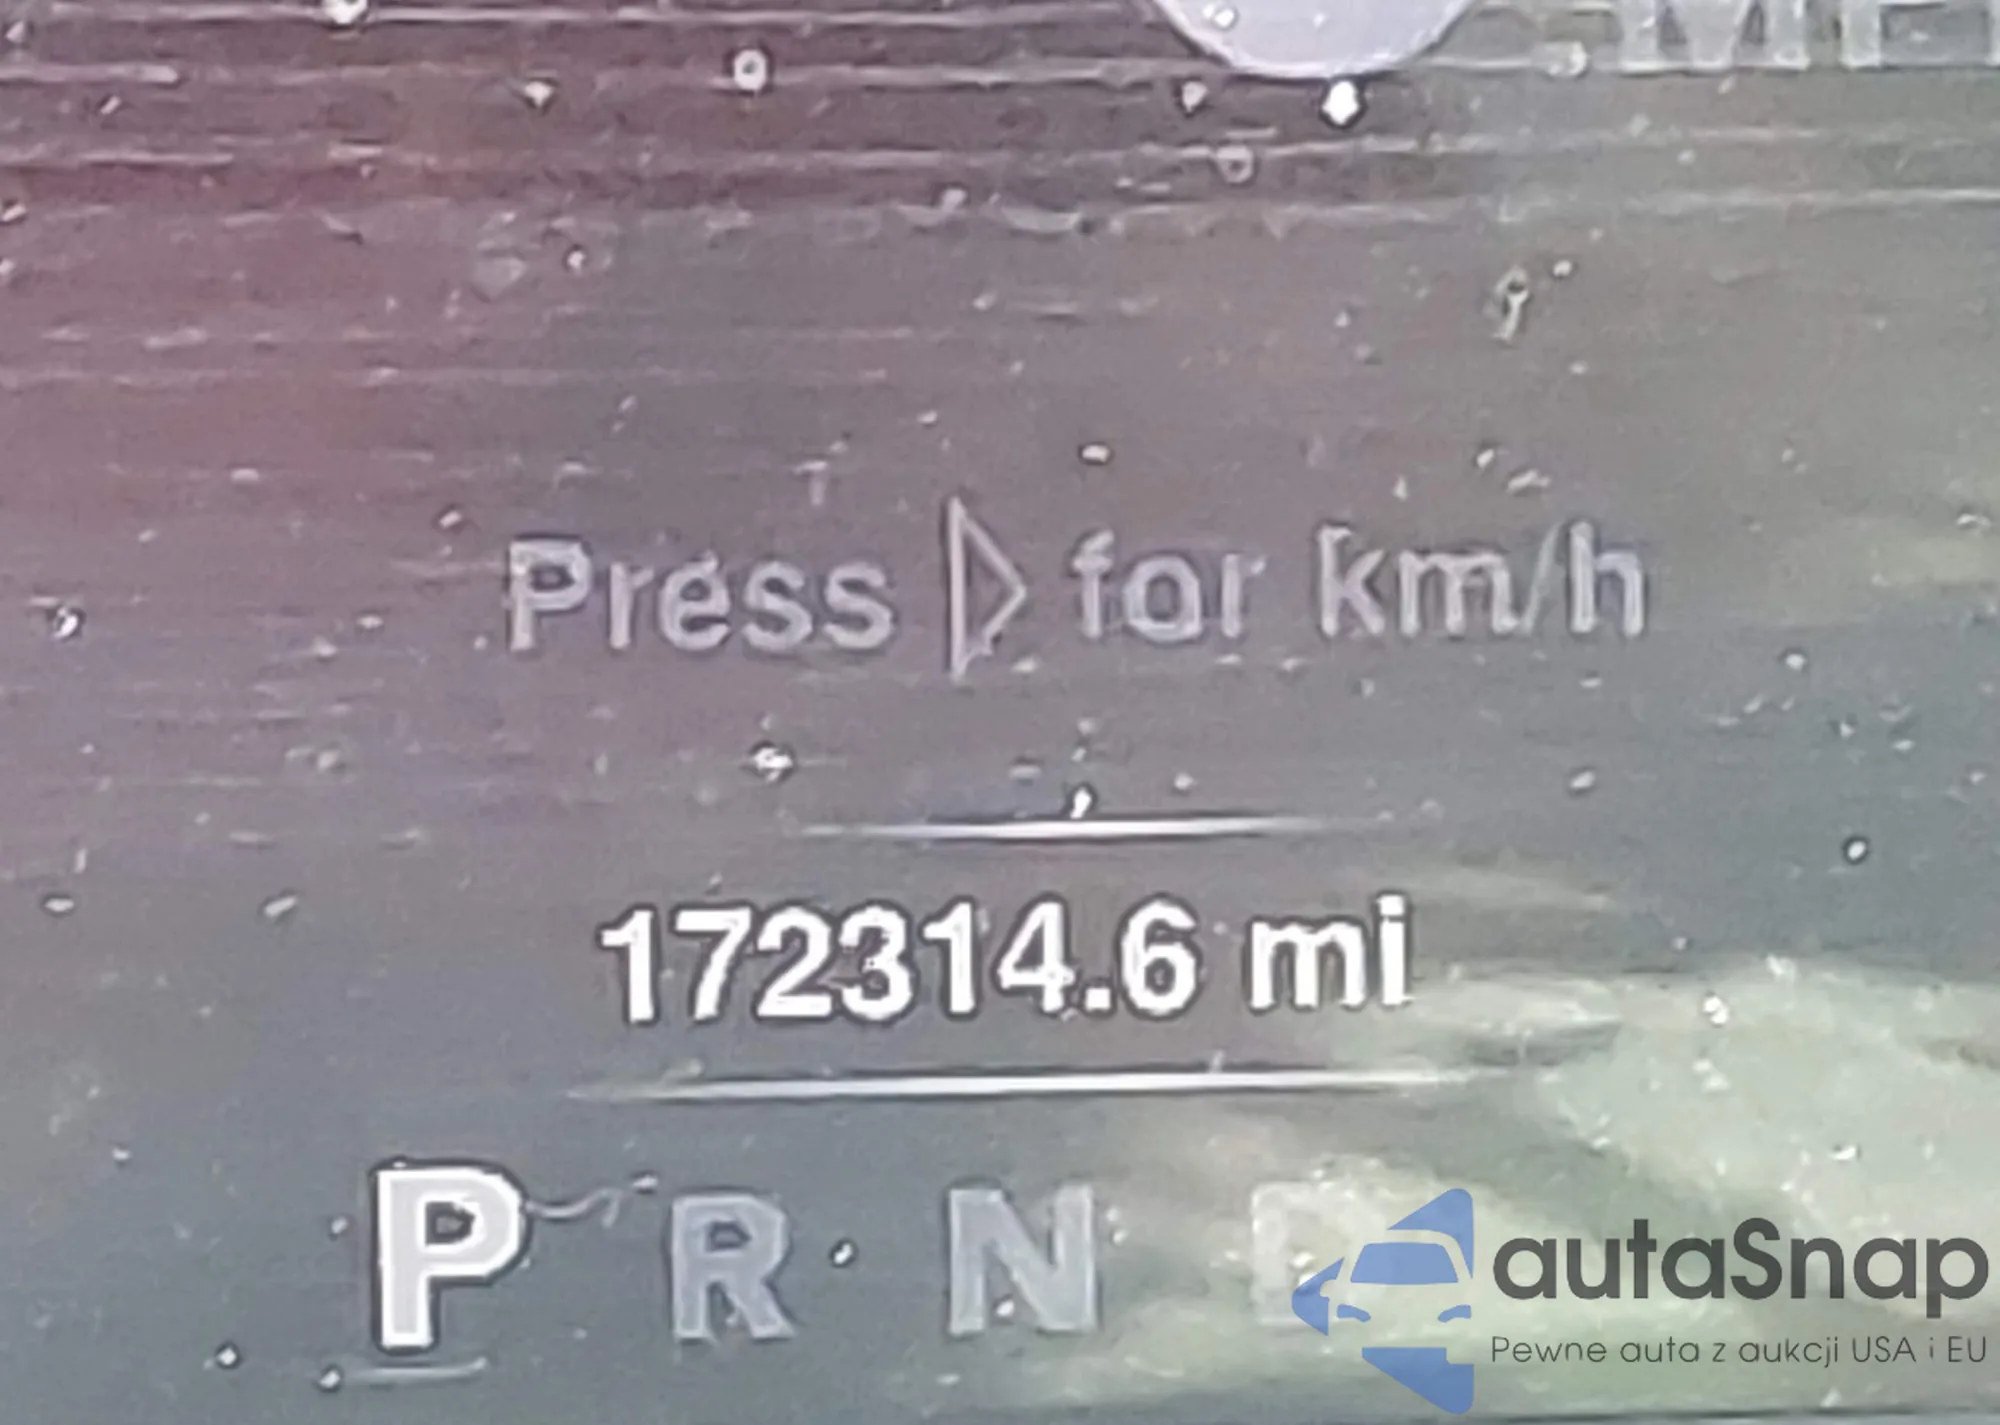 Press ▷ for km/h
172314.6 mi
P R N D
autaSnap
Pewne auta z aukcji USA i EU